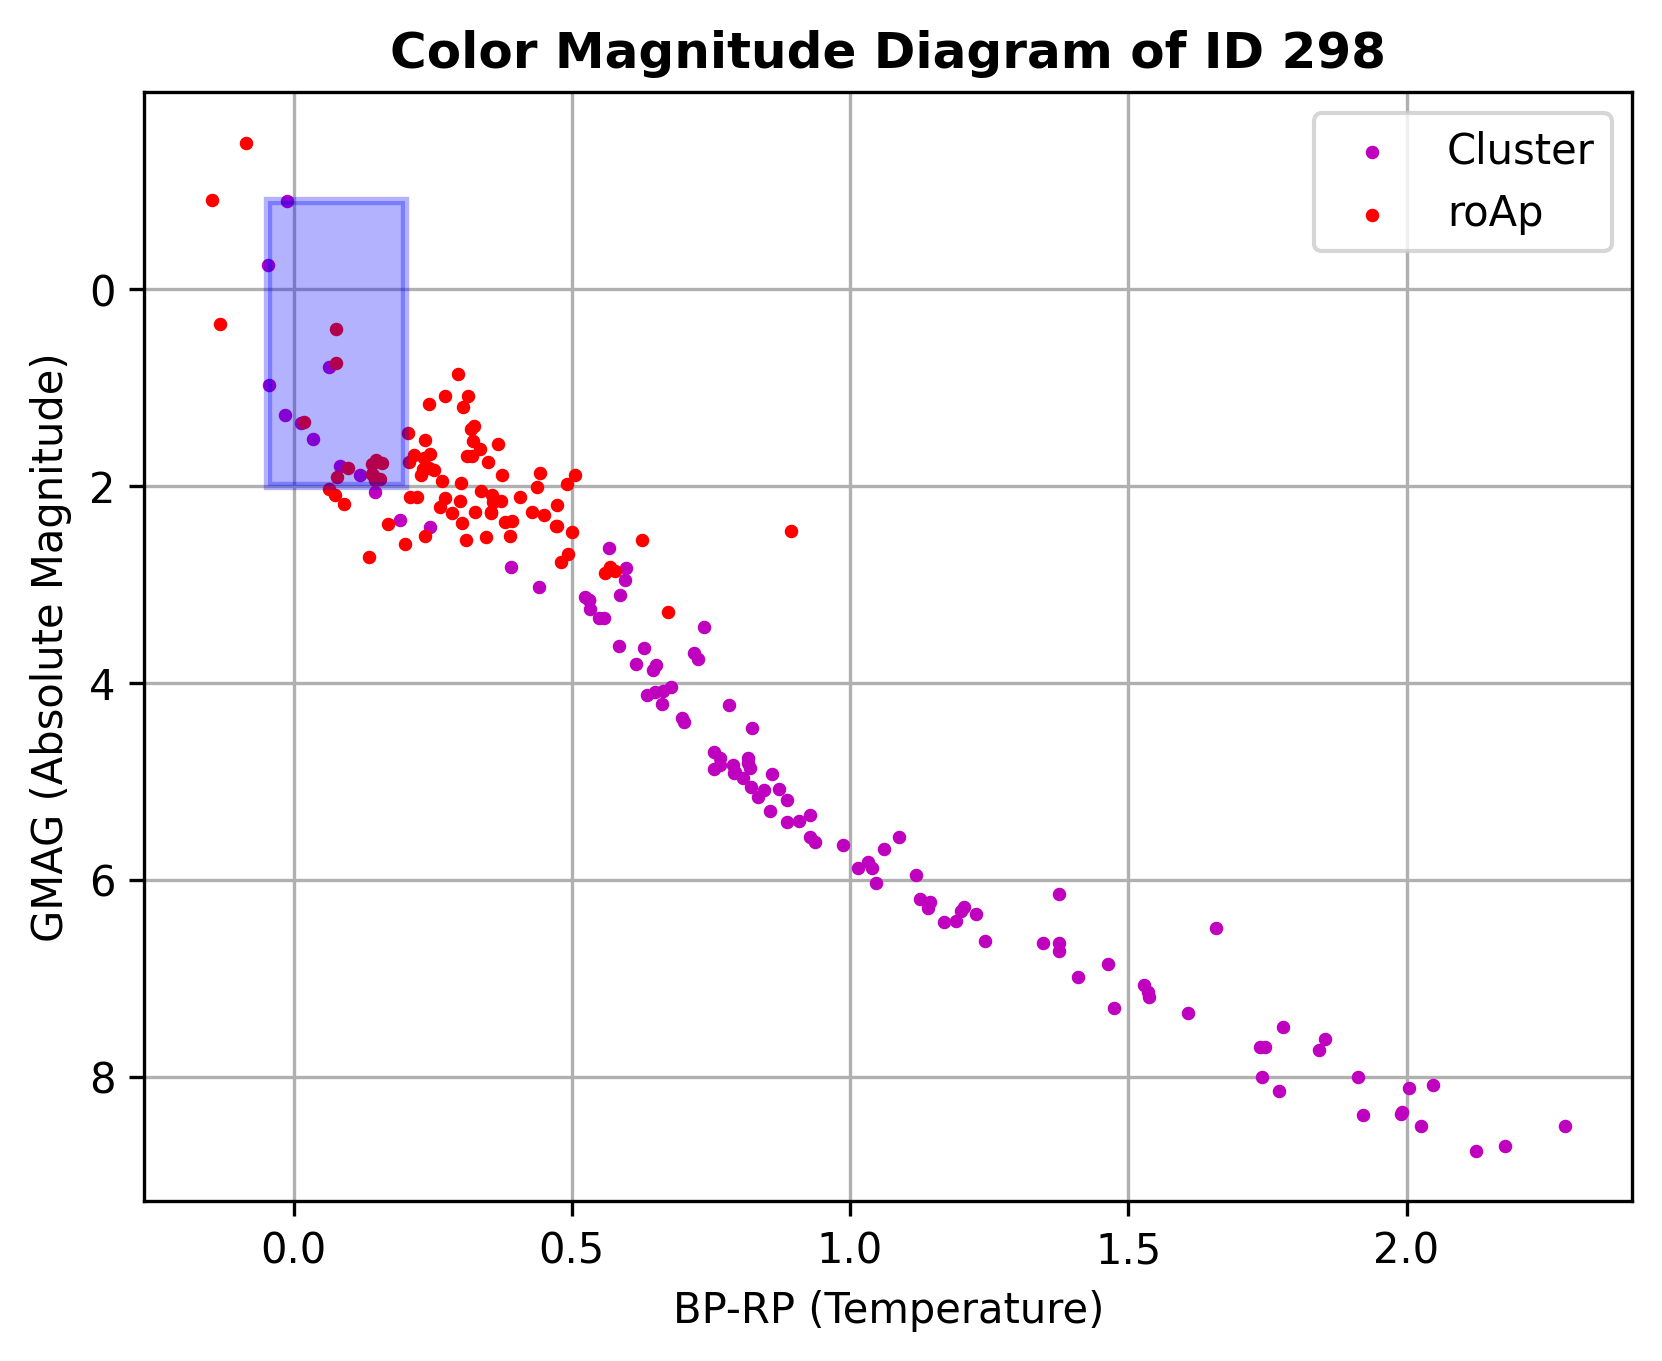 Color Magnitude Diagram of ID 298
Cluster
roAp
GMAG (Absolute Magnitude)
0
2
4
6
8
0.0 0.5 1.0 1.5 2.0
BP-RP (Temperature)